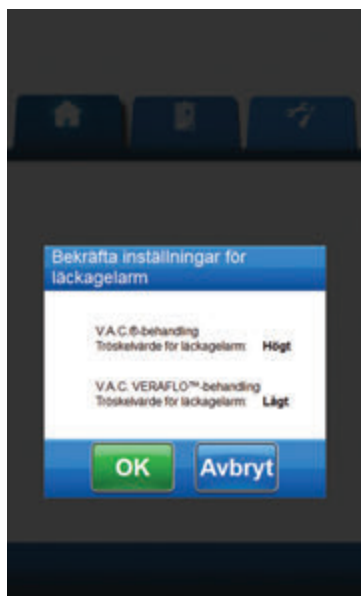 Bekräfta inställningar för
läckagelarm
V.A.C.®-behandling
Tröskelvärde för läckagelarm: Högt
V.A.C. VERAFLO™-behandling
Tröskelvärde för läckagelarm: Lågt
OK Avbryt